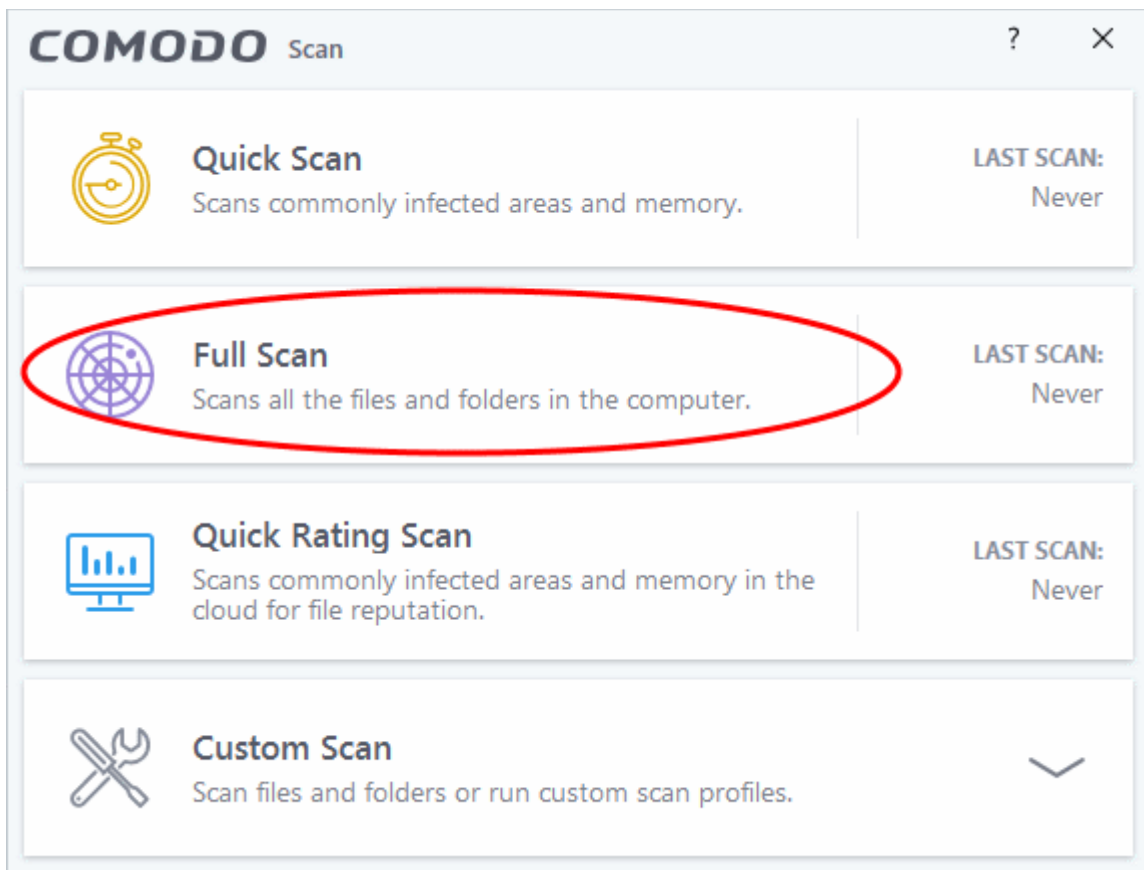 COMODO Scan ?
Quick Scan
Scans commonly infected areas and memory.
LAST SCAN:
Never
Full Scan
Scans all the files and folders in the computer.
LAST SCAN:
Never
Quick Rating Scan
Scans commonly infected areas and memory in the
cloud for file reputation.
LAST SCAN:
Never
Custom Scan
Scan files and folders or run custom scan profiles.